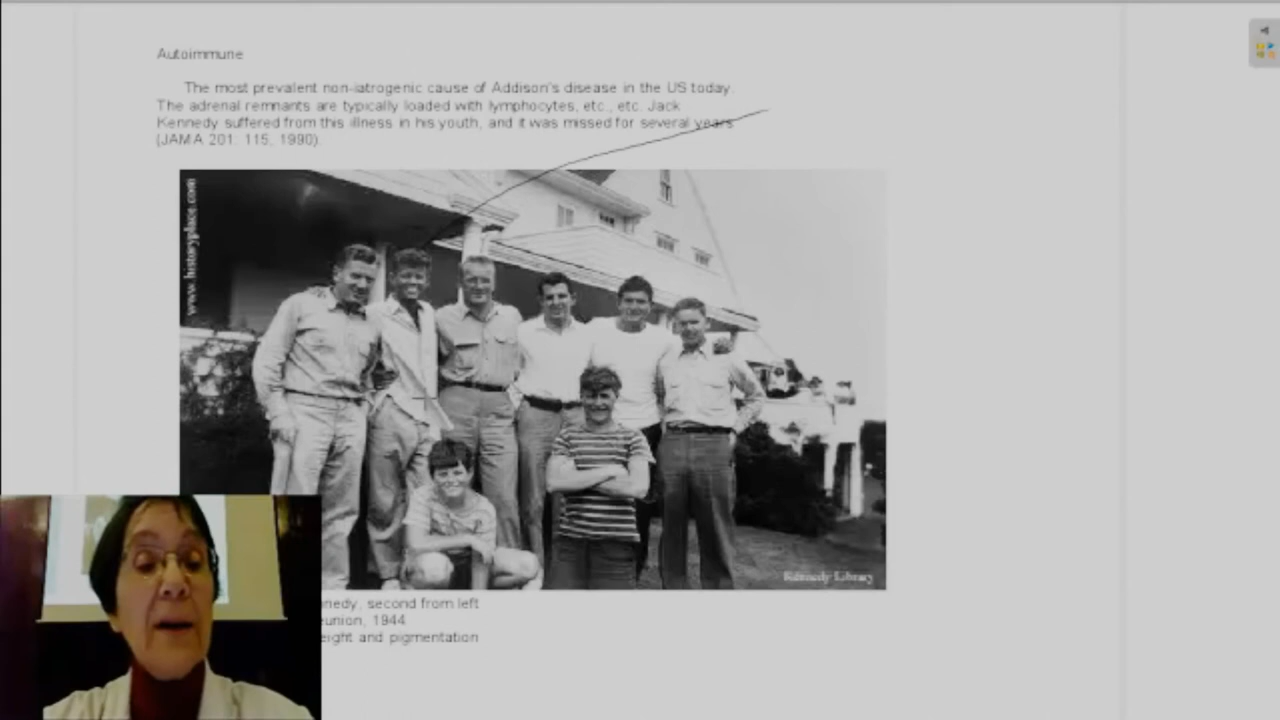 Autoimmune
The most prevalent non-iatrogenic cause of Addison's disease in the US today.
The adrenal remnants are typically loaded with lymphocytes, etc., etc. Jack
Kennedy suffered from this illness in his youth, and it was missed for several years
(JAMA 201: 115, 1990).
www.historyplace.com
Kennedy Library
nedy, second from left
eunion, 1944
eight and pigmentation